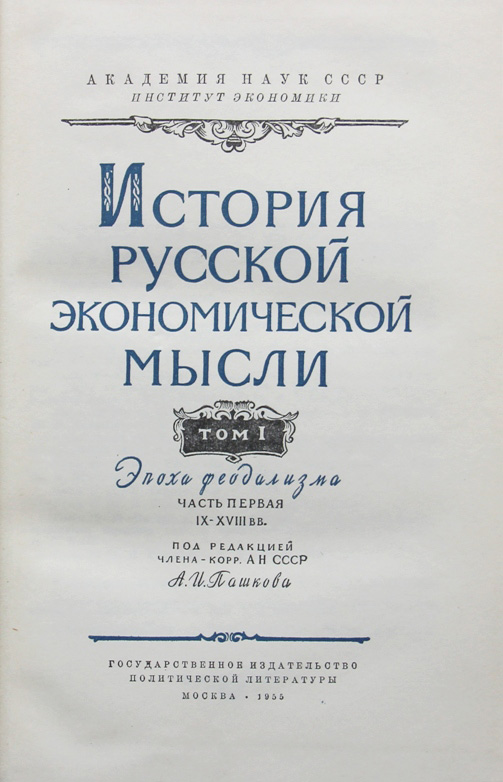 АКАДЕМИЯ НАУК СССР
ИНСТИТУТ ЭКОНОМИКИ
ИСТОРИЯ
РУССКОЙ
ЭКОНОМИЧЕСКОЙ
МЫСЛИ
ТОМ I
Эпоха феодализма
ЧАСТЬ ПЕРВАЯ
IX-XVIII ВВ.
ПОД РЕДАКЦИЕЙ
ЧЛЕНА-КОРР. АН СССР
А.И.Пашкова
ГОСУДАРСТВЕННОЕ ИЗДАТЕЛЬСТВО
ПОЛИТИЧЕСКОЙ ЛИТЕРАТУРЫ
МОСКВА · 1955